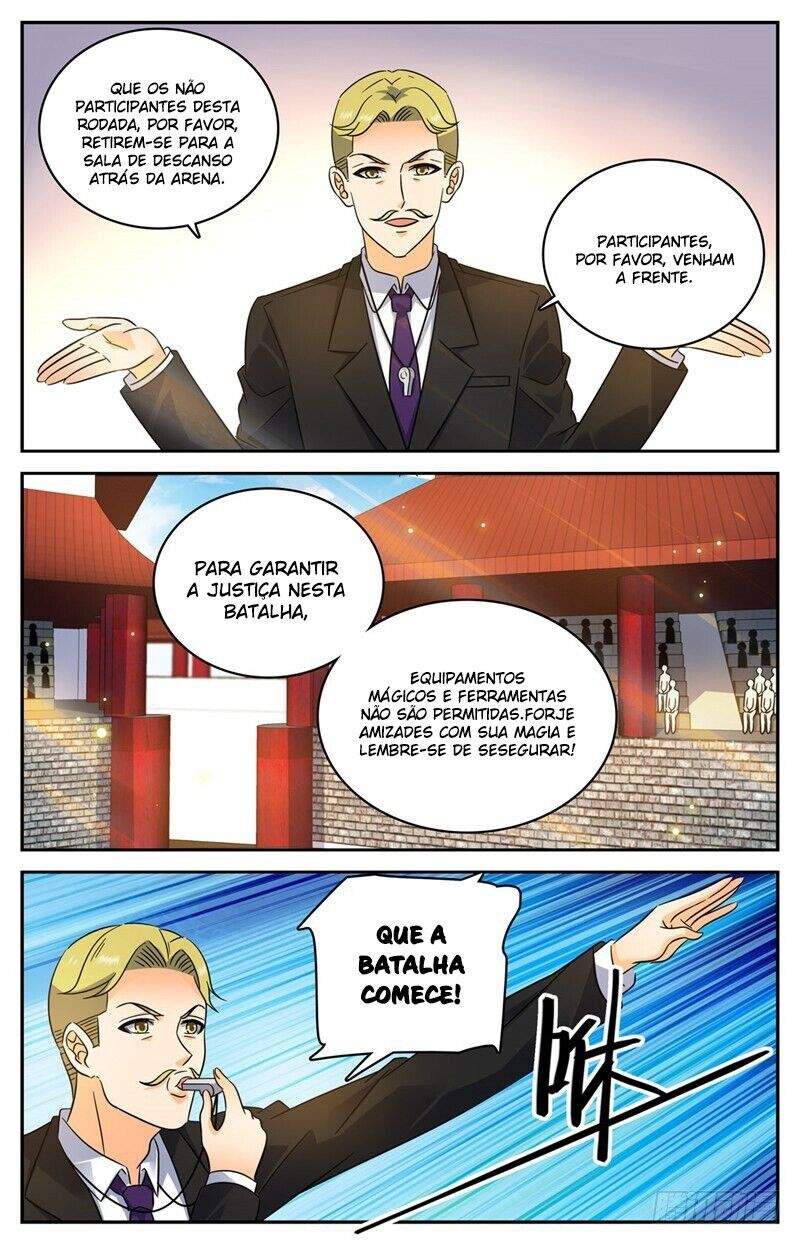 QUE OS NÃO
PARTICIPANTES DESTA
RODADA, POR FAVOR,
RETIREM-SE PARA A
SALA DE DESCANSO
ATRÁS DA ARENA.
PARTICIPANTES,
POR FAVOR, VENHAM
A FRENTE.
PARA GARANTIR
A JUSTIÇA NESTA
BATALHA,
EQUIPAMENTOS
MÁGICOS E FERRAMENTAS
NÃO SÃO PERMITIDAS.FORJE
AMIZADES COM SUA MAGIA E
LEMBRE-SE DE SESEGURAR!
QUE A
BATALHA
COMECE!